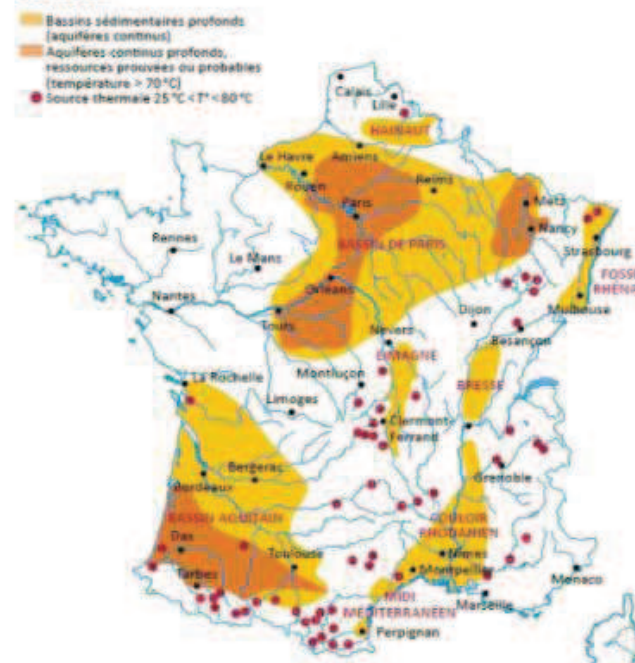 Bassins sédimentaires profonds
(aquifères continus)
Aquifères continus profonds,
ressources prouvées ou probables
(température > 70°C)
Source thermale 25°C < T° < 80°C
Calais
Lille
HAINAUT
Le Havre
Amiens
Rouen
Reims
Paris
Metz
Nancy
BASSIN DE PARIS
Strasbourg
Rennes
Le Mans
FOSSÉ
RHÉNAN
Orléans
Mulhouse
Nantes
Tours
Dijon
Besançon
Nevers
LIMAGNE
La Rochelle
Montluçon
BRESSE
Limoges
Clermont-
Ferrand
Bergerac
Grenoble
Bordeaux
BASSIN AQUITAIN
COULOIR
RHODANIEN
Dax
Toulouse
Nîmes
Montpellier
Tarbes
Monaco
MIDI
MÉDITERRANÉEN
Marseille
Perpignan